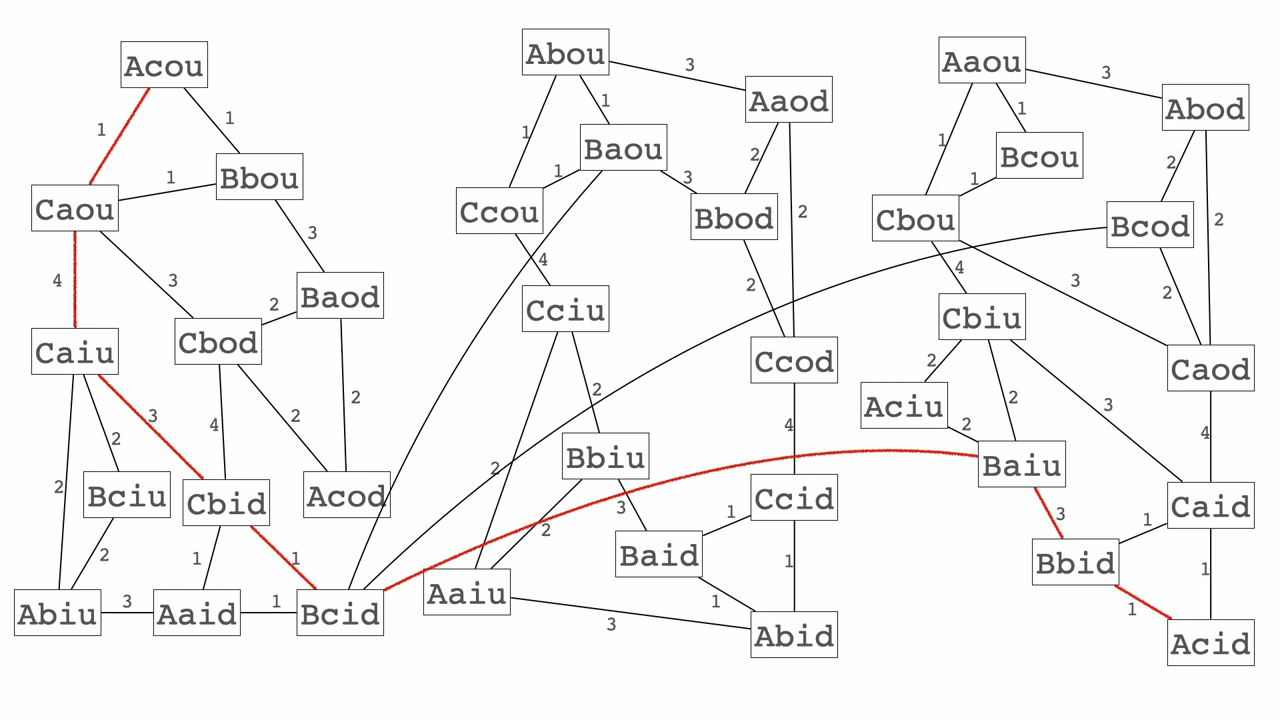 Acou
1
1
Bbou
1
Caou
3
4
3
Baod
2
Cbod
Caiu
2
3
2
4
2
2
Bciu
Cbid
Acod
2
1
1
Abiu
3
Aaid
1
Bcid
Abou
3
Aaod
1
1
Baou
2
1
3
Ccou
Bbod
2
4
2
Cciu
Ccod
2
4
Bbiu
2
3
Ccid
2
1
Baid
1
Aaiu
1
3
Abid
Aaou
3
Abod
1
1
Bcou
2
1
Cbou
Bcod
2
4
3
2
Cbiu
Caod
2
2
3
Aciu
2
4
Baiu
3
Caid
1
Bbid
1
1
Acid